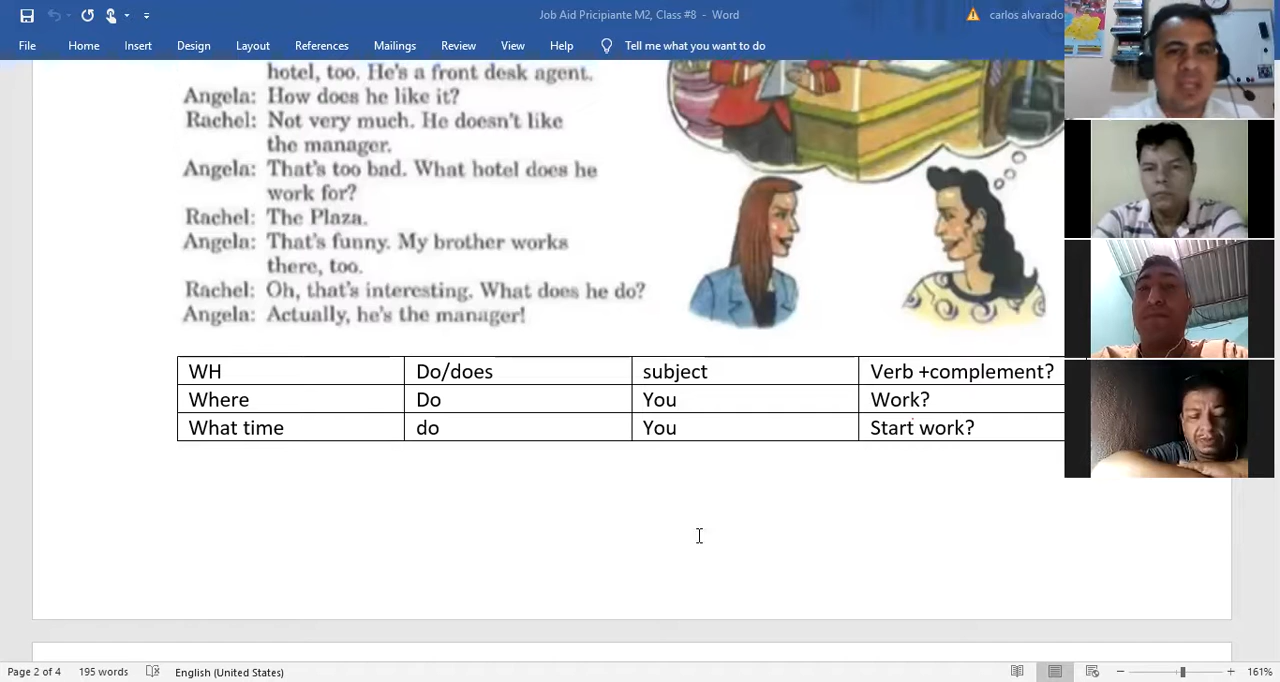 Job Aid Pricipiante M2, Class #8 - Word
carlos alvarado
File Home Insert Design Layout References Mailings Review View Help Tell me what you want to do
hotel, too. He's a front desk agent.
Angela: How does he like it?
Rachel: Not very much. He doesn't like
the manager.
Angela: That's too bad. What hotel does he
work for?
Rachel: The Plaza.
Angela: That's funny. My brother works
there, too.
Rachel: Oh, that's interesting. What does he do?
Angela: Actually, he's the manager!
WH Do/does subject Verb +complement?
Where Do You Work?
What time do You Start work?
Page 2 of 4 195 words English (United States) 161%